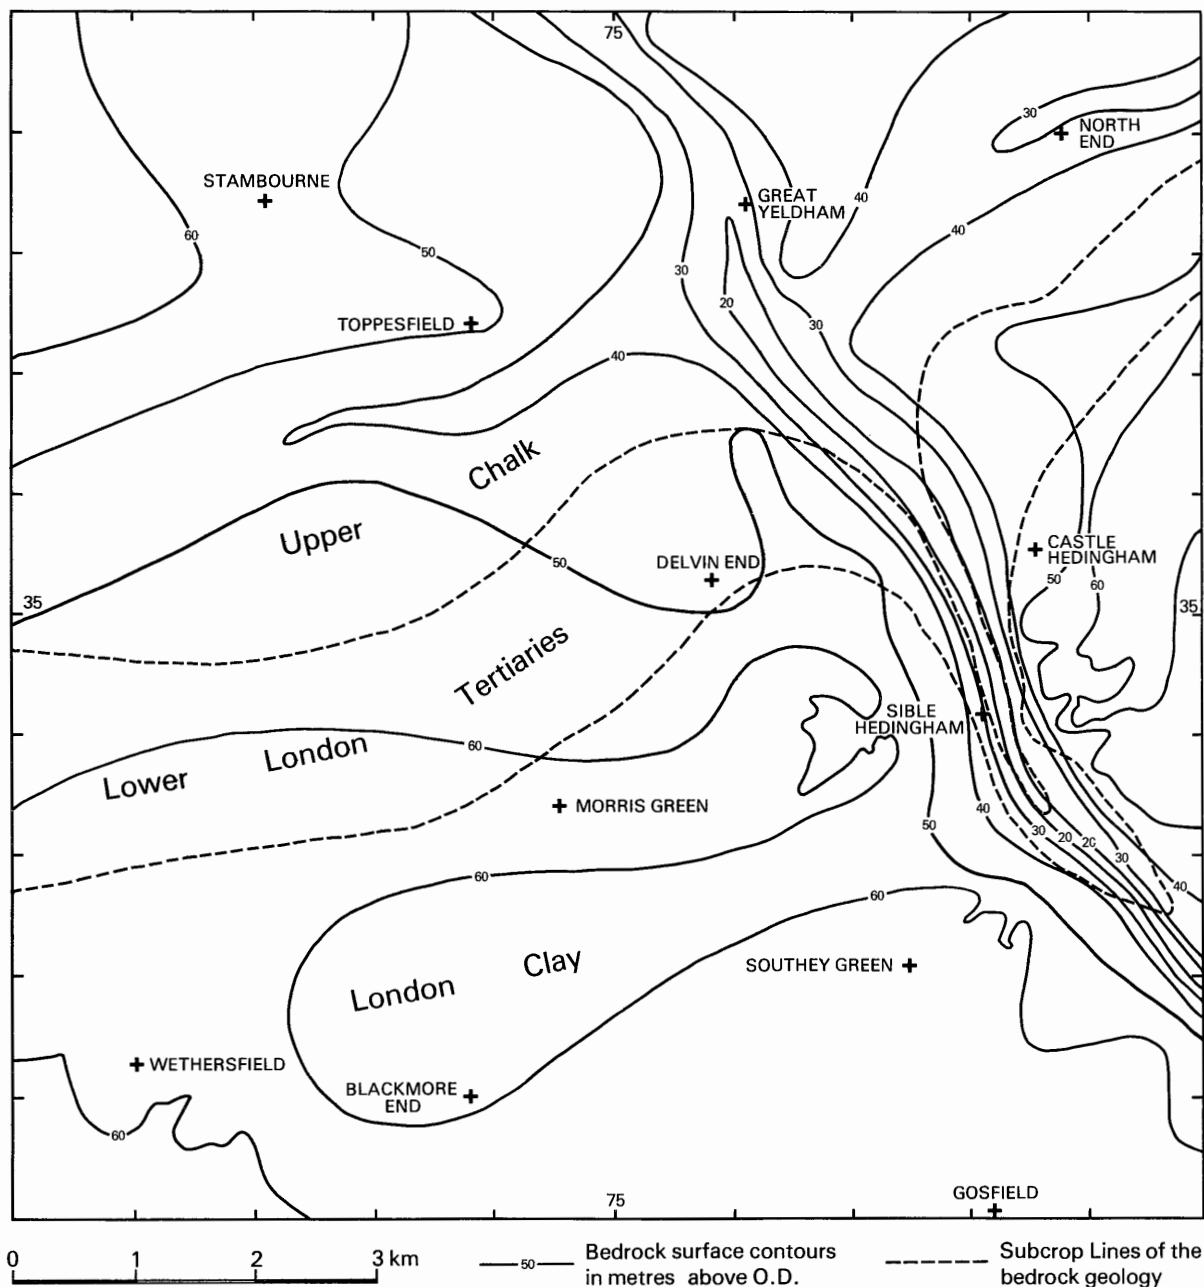 75
30
NORTH
END
STAMBOURNE
GREAT
YELDHAM
40
60
50
40
30
20
TOPPESFIELD
30
40
Chalk
Upper
50
DELVIN END
CASTLE
HEDINGHAM
50
60
35
35
Tertiaries
SIBLE
HEDINGHAM
60
London
Lower
MORRIS GREEN
40
50
30
20
20
30
40
60
60
Clay
London
SOUTHEY GREEN
WETHERSFIELD
BLACKMORE
END
60
75
GOSFIELD
0 1 2 3 km
50
Bedrock surface contours
in metres above O.D.
Subcrop Lines of the
bedrock geology